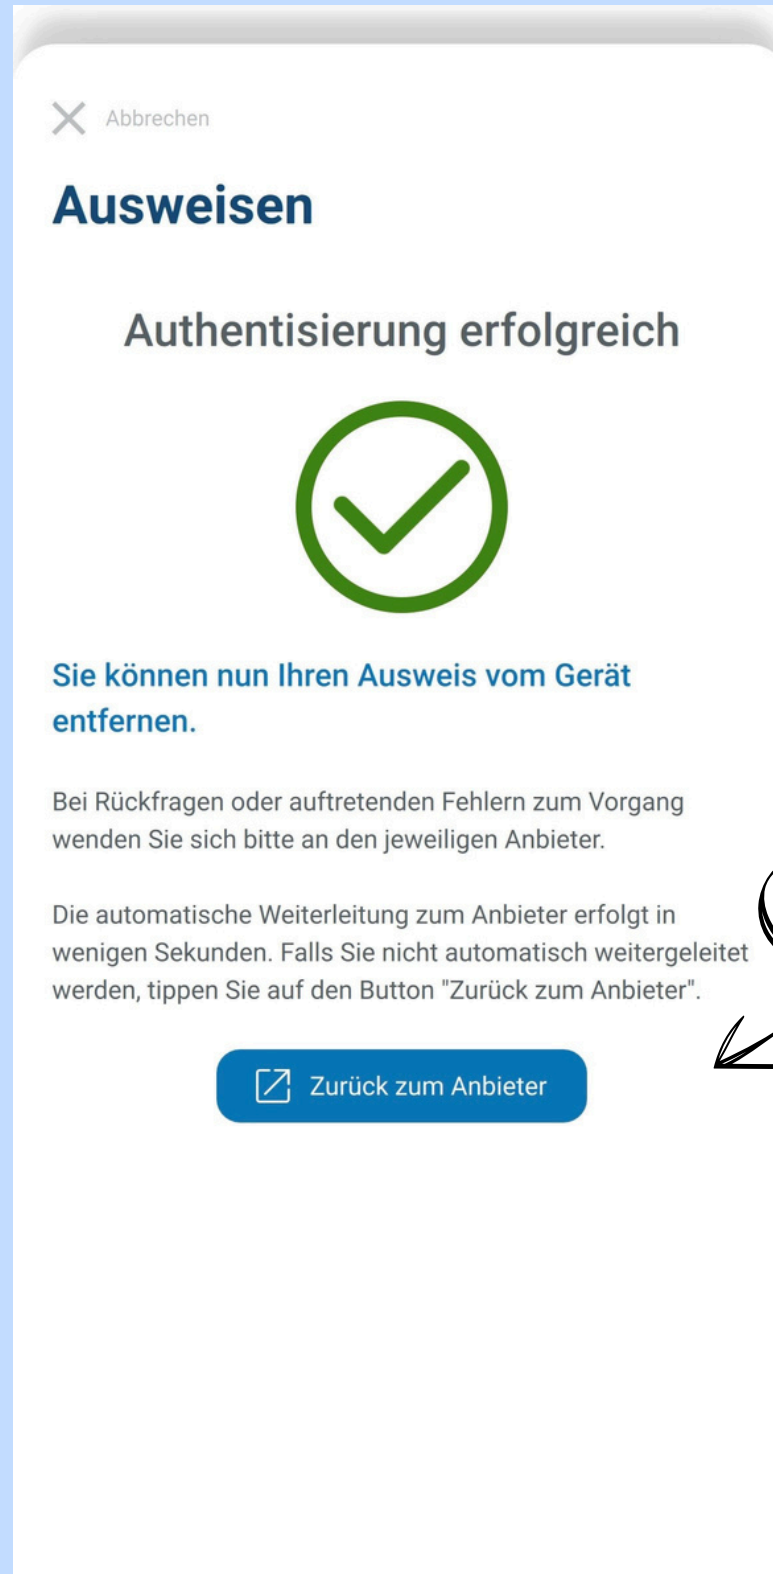 Abbrechen
Ausweisen
Authentisierung erfolgreich
Sie können nun Ihren Ausweis vom Gerät
entfernen.
Bei Rückfragen oder auftretenden Fehlern zum Vorgang
wenden Sie sich bitte an den jeweiligen Anbieter.
Die automatische Weiterleitung zum Anbieter erfolgt in
wenigen Sekunden. Falls Sie nicht automatisch weitergeleitet
werden, tippen Sie auf den Button "Zurück zum Anbieter".
Zurück zum Anbieter